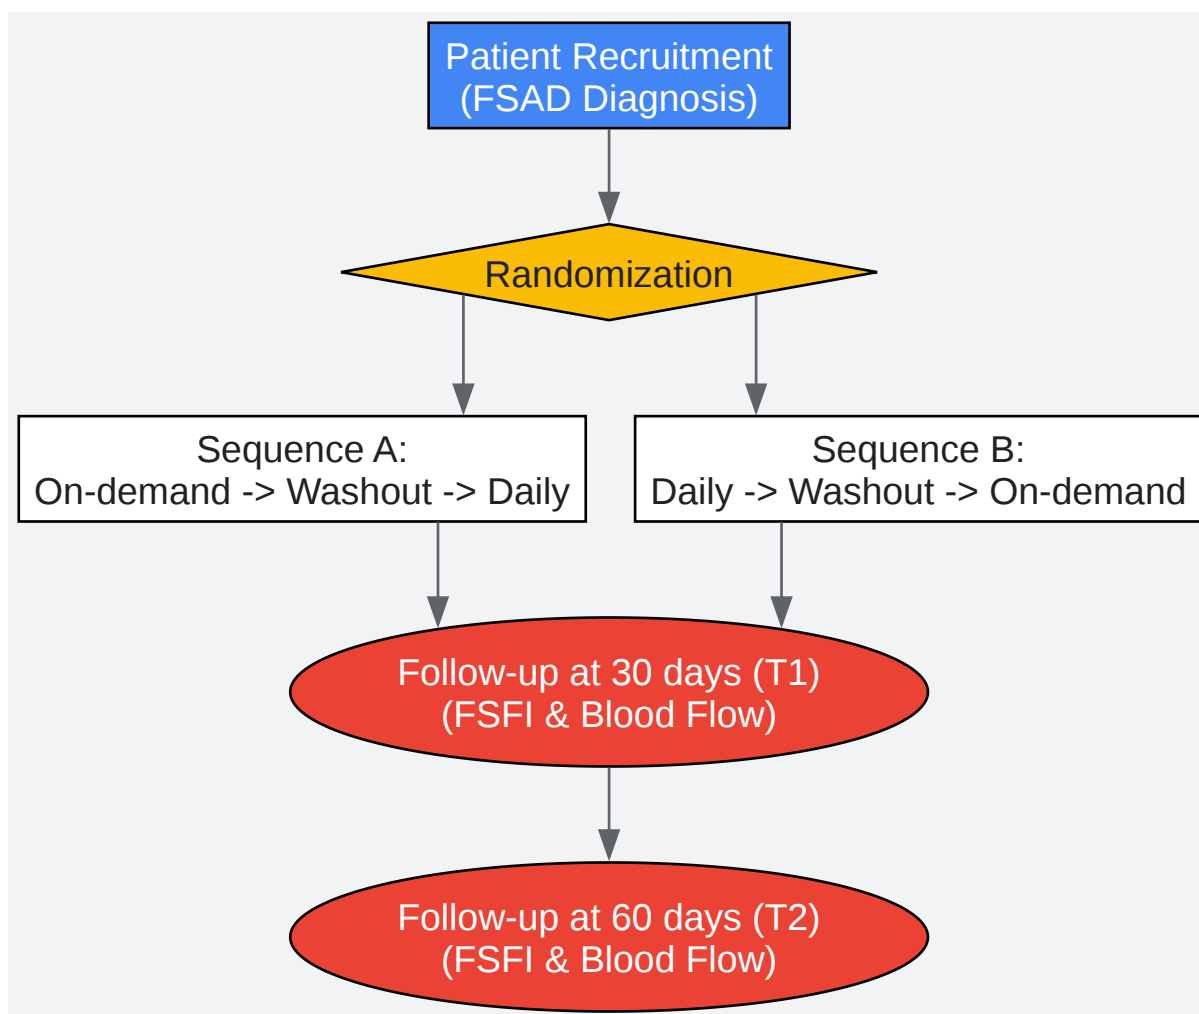 Patient Recruitment
(FSAD Diagnosis)
Randomization
Sequence A:
On-demand -> Washout -> Daily
Sequence B:
Daily -> Washout -> On-demand
Follow-up at 30 days (T1)
(FSFI & Blood Flow)
Follow-up at 60 days (T2)
(FSFI & Blood Flow)